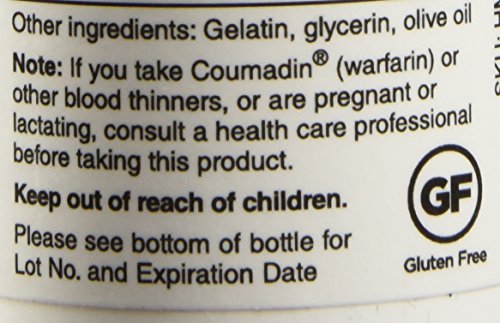 Other ingredients: Gelatin, glycerin, olive oil
Note: If you take Coumadin® (warfarin) or
other blood thinners, or are pregnant or
lactating, consult a health care professional
before taking this product.
Keep out of reach of children.
Please see bottom of bottle for
Lot No. and Expiration Date
GF
Gluten Free